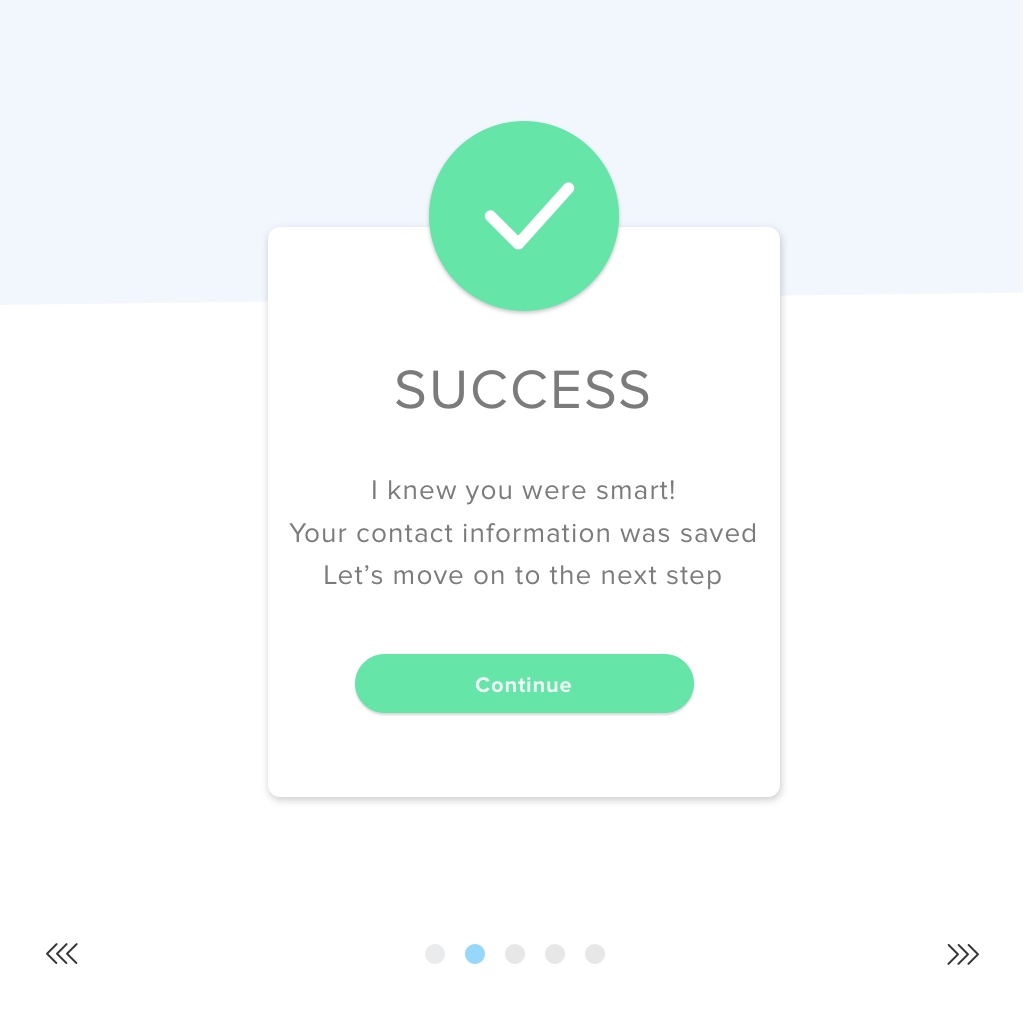 SUCCESS
I knew you were smart!
Your contact information was saved
Let’s move on to the next step
Continue